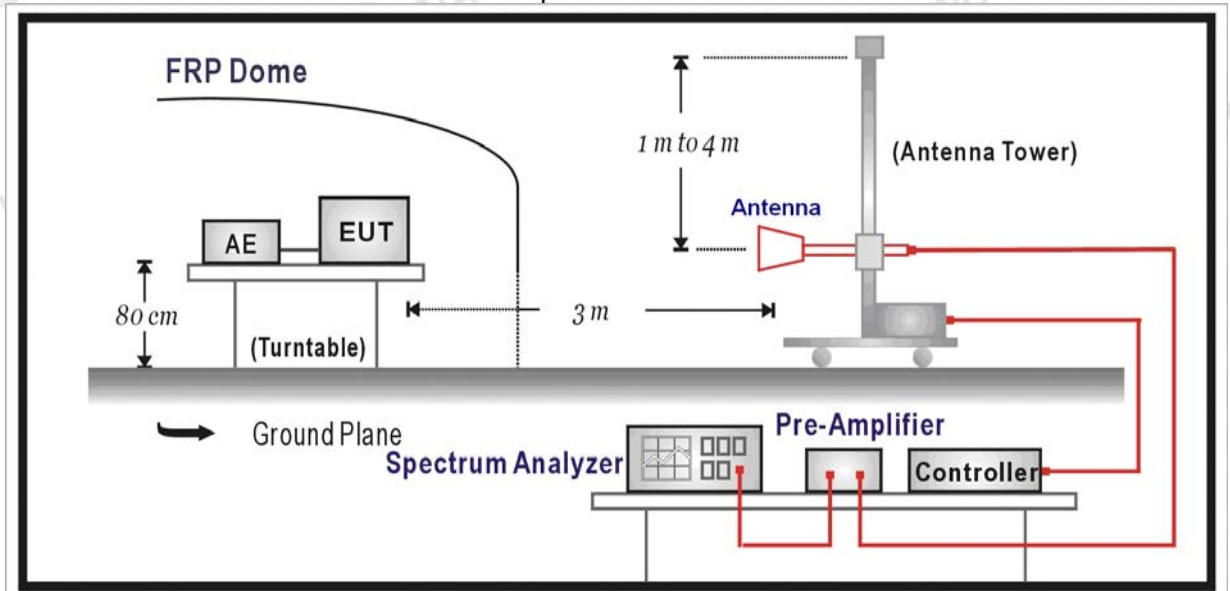 FRP Dome
1 m to 4 m
(Antenna Tower)
Antenna
AE
EUT
80 cm
3 m
(Turntable)
Ground Plane
Pre-Amplifier
Spectrum Analyzer
Controller